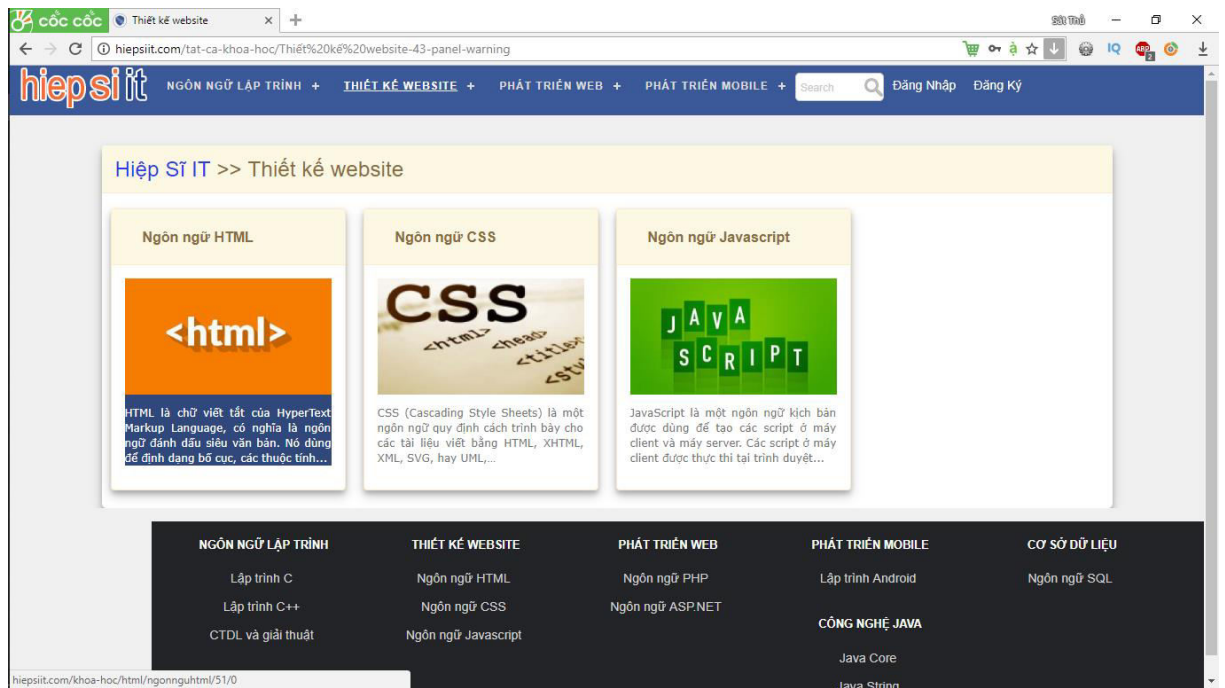 cốc cốc
Thiết kế website
hiepsiit.com/tat-ca-khoa-hoc/Thiết%20kế%20website-43-panel-warning
IQ
ABP
2
hiep si it
NGÔN NGỮ LẬP TRÌNH +
THIẾT KẾ WEBSITE +
PHÁT TRIỂN WEB +
PHÁT TRIỂN MOBILE +
Search
Đăng Nhập
Đăng Ký
Hiệp Sĩ IT >> Thiết kế website
Ngôn ngữ HTML
<html>
HTML là chữ viết tắt của HyperText
Markup Language, có nghĩa là ngôn
ngữ đánh dấu siêu văn bản. Nó dùng
để định dạng bố cục, các thuộc tính...
Ngôn ngữ CSS
CSS
<html>
<head>
<title>
<styl
CSS (Cascading Style Sheets) là một
ngôn ngữ quy định cách trình bày cho
các tài liệu viết bằng HTML, XHTML,
XML, SVG, hay UML,...
Ngôn ngữ Javascript
JAVA
SCRIPT
JavaScript là một ngôn ngữ kịch bản
được dùng để tạo các script ở máy
client và máy server. Các script ở máy
client được thực thi tại trình duyệt...
NGÔN NGỮ LẬP TRÌNH
Lập trình C
Lập trình C++
CTDL và giải thuật
THIẾT KẾ WEBSITE
Ngôn ngữ HTML
Ngôn ngữ CSS
Ngôn ngữ Javascript
PHÁT TRIỂN WEB
Ngôn ngữ PHP
Ngôn ngữ ASP.NET
PHÁT TRIỂN MOBILE
Lập trình Android
CÔNG NGHỆ JAVA
Java Core
Java String
CƠ SỞ DỮ LIỆU
Ngôn ngữ SQL
hiepsiit.com/khoa-hoc/html/ngonnguhtml/51/0